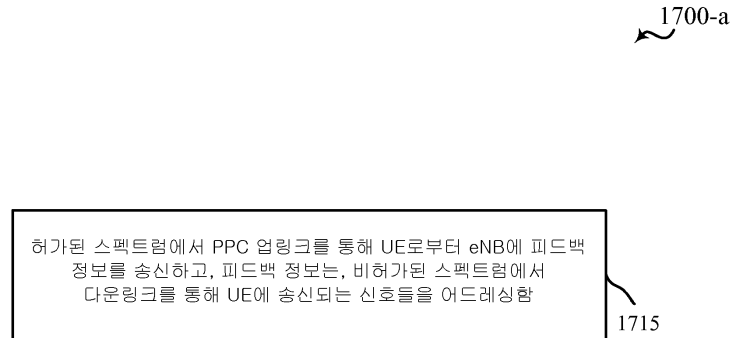 1700-a
허가된 스펙트럼에서 PPC 업링크를 통해 UE로부터 eNB에 피드백
정보를 송신하고, 피드백 정보는, 비허가된 스펙트럼에서
다운링크를 통해 UE에 송신되는 신호들을 어드레싱함
1715